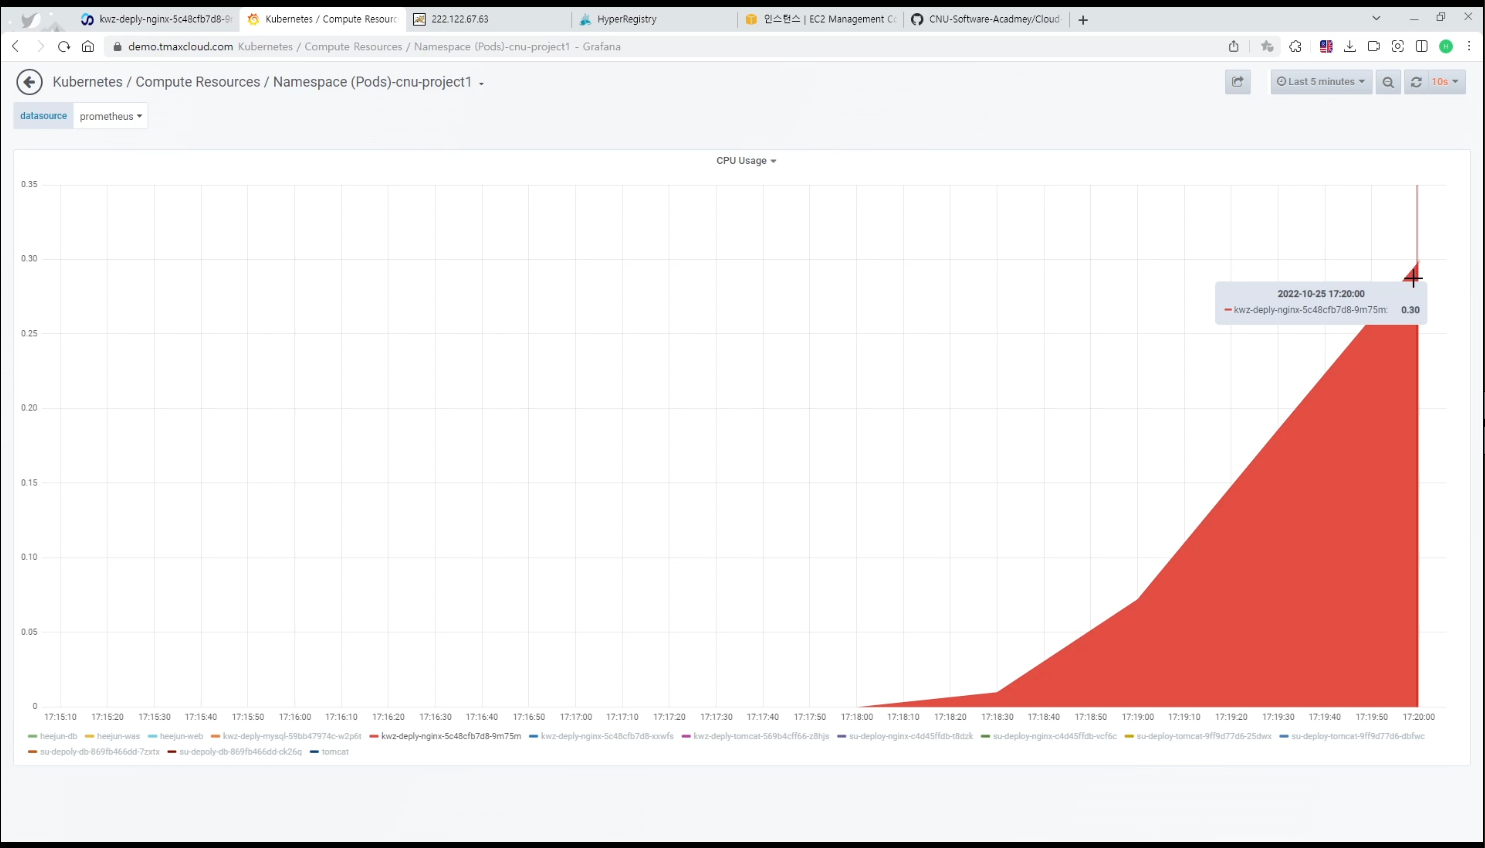 kwz-deply-nginx-5c48cfb7d8-9
Kubernetes / Compute Resourc
222.122.67.63
HyperRegistry
인스턴스 | EC2 Management Co
CNU-Software-Acadmey/Cloud-
demo.tmaxcloud.com Kubernetes / Compute Resources / Namespace (Pods)-cnu-project1 - Grafana
Kubernetes / Compute Resources / Namespace (Pods)-cnu-project1
Last 5 minutes
10s
datasource prometheus
CPU Usage
0.35
0.30
0.25
0.20
0.15
0.10
0.05
0
2022-10-25 17:20:00
kwz-deply-nginx-5c48cfb7d8-9m75m: 0.30
17:15:10 17:15:20 17:15:30 17:15:40 17:15:50 17:16:00 17:16:10 17:16:20 17:16:30 17:16:40 17:16:50 17:17:00 17:17:10 17:17:20 17:17:30 17:17:40 17:17:50 17:18:00 17:18:10 17:18:20 17:18:30 17:18:40 17:18:50 17:19:00 17:19:10 17:19:20 17:19:30 17:19:40 17:19:50 17:20:00
heejun-db heejun-was heejun-web kwz-deply-mysql-59bb47974c-w2p6t kwz-deply-nginx-5c48cfb7d8-9m75m kwz-deply-nginx-5c48cfb7d8-xxwfs kwz-deply-tomcat-569b4cff66-z8hjs su-deploy-nginx-c4d45ffdb-t8dzk su-deploy-nginx-c4d45ffdb-vcf6c su-deploy-tomcat-9ff9d77d6-25dwx su-deploy-tomcat-9ff9d77d6-dbfwc
su-depoly-db-869fb466dd-7zxtx su-depoly-db-869fb466dd-ck26q tomcat